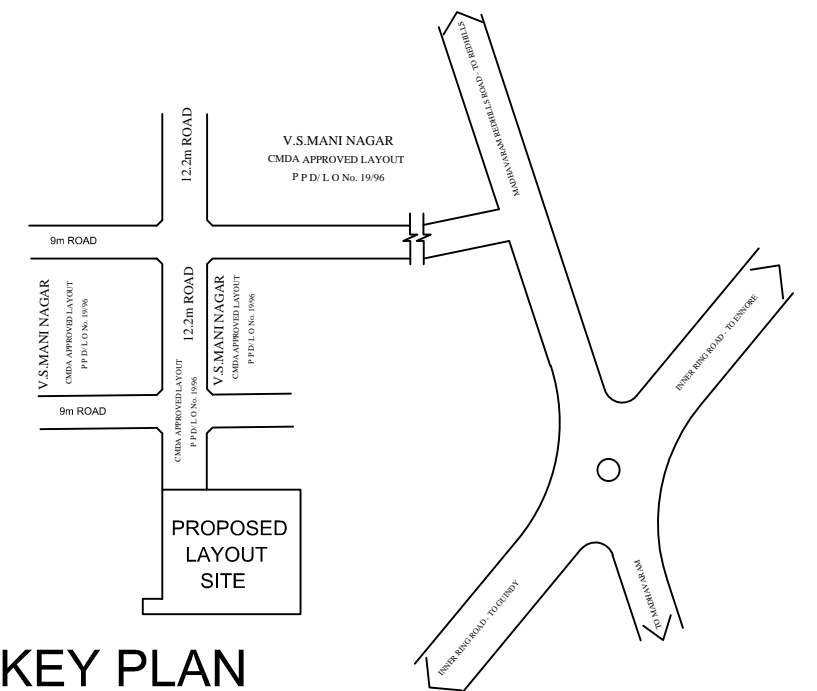 MADHAVARAM REDHILLS ROAD - TO REDHILLS
12.2m ROAD
V.S.MANI NAGAR
CMDA APPROVED LAYOUT
P P D/ L O No. 19/96
9m ROAD
V.S.MANI NAGAR
CMDA APPROVED LAYOUT
P P D/ L O No. 19/96
12.2m ROAD
V.S.MANI NAGAR
CMDA APPROVED LAYOUT
P P D/ L O No. 19/96
INNER RING ROAD - TO ENNORE
9m ROAD
CMDA APPROVED LAYOUT
P P D/ L O No. 19/96
PROPOSED
LAYOUT
SITE
INNER RING ROAD - TO GUINDY
TO MADHAVARAM
KEY PLAN